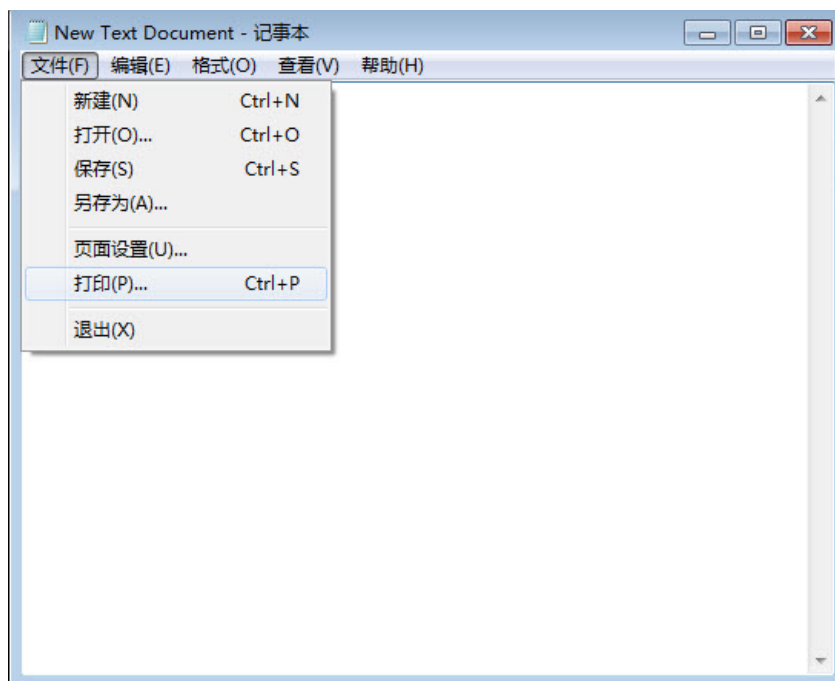 New Text Document - 记事本
文件(F) 编辑(E) 格式(O) 查看(V) 帮助(H)
新建(N) Ctrl+N
打开(O)... Ctrl+O
保存(S) Ctrl+S
另存为(A)...
页面设置(U)...
打印(P)... Ctrl+P
退出(X)